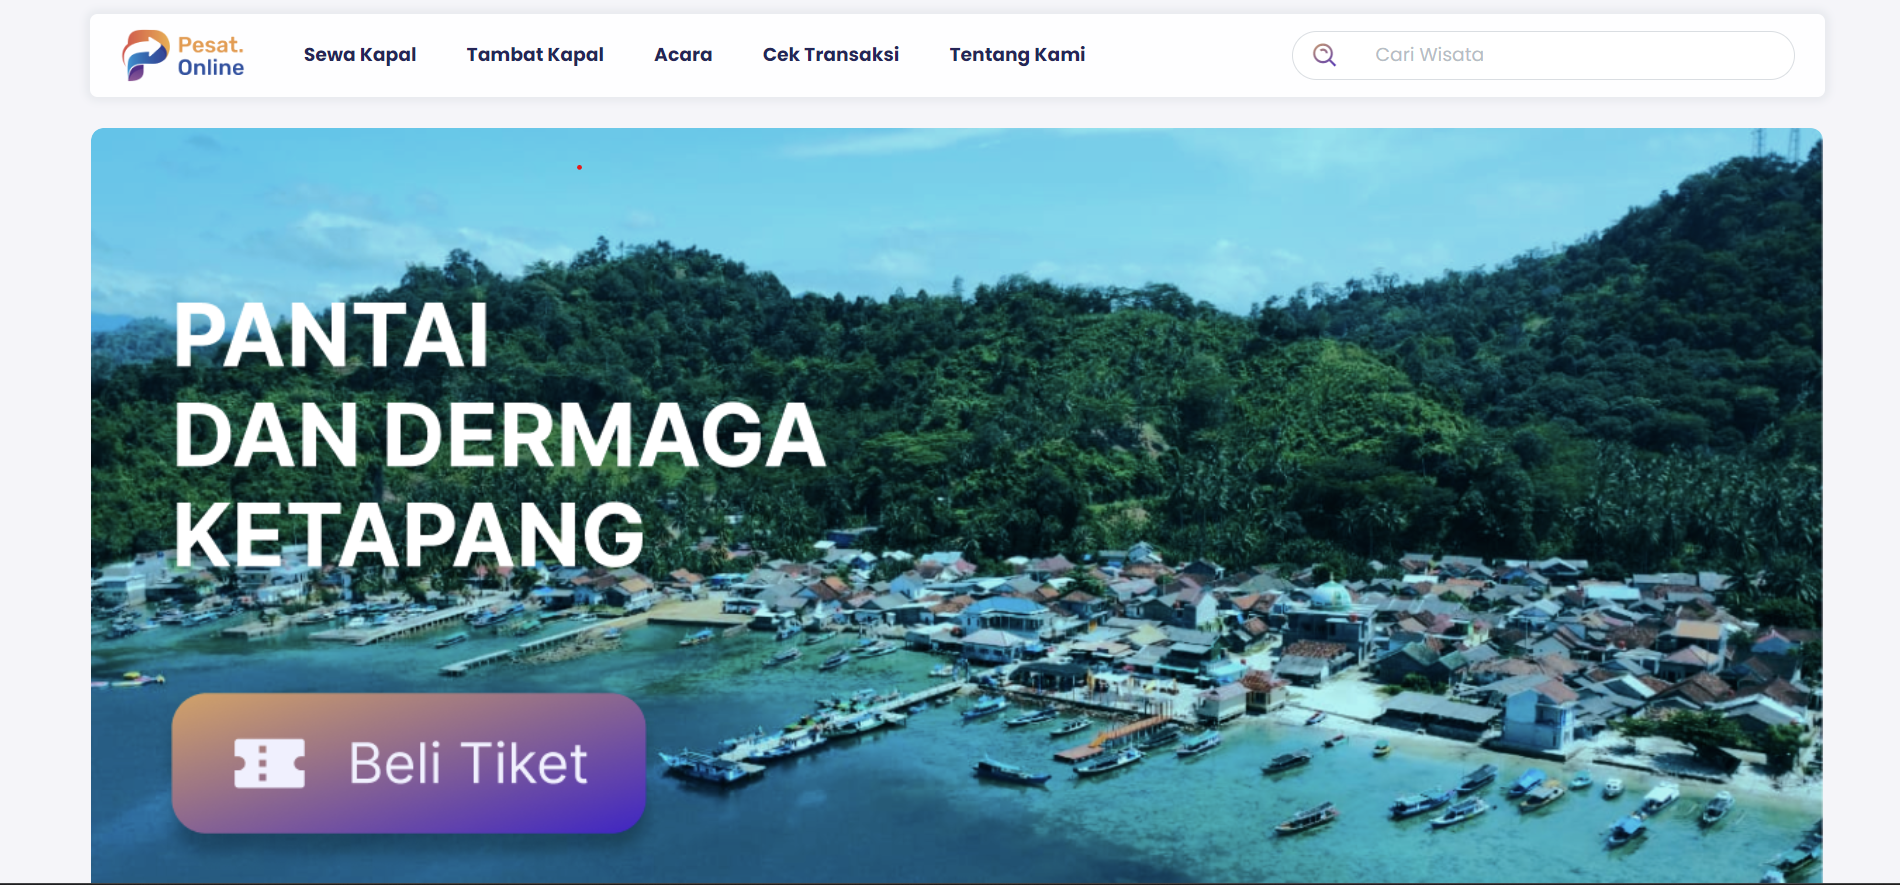 Pesat.
Online
Sewa Kapal
Tambat Kapal
Acara
Cek Transaksi
Tentang Kami
Cari Wisata
PANTAI
DAN DERMAGA
KETAPANG
Beli Tiket